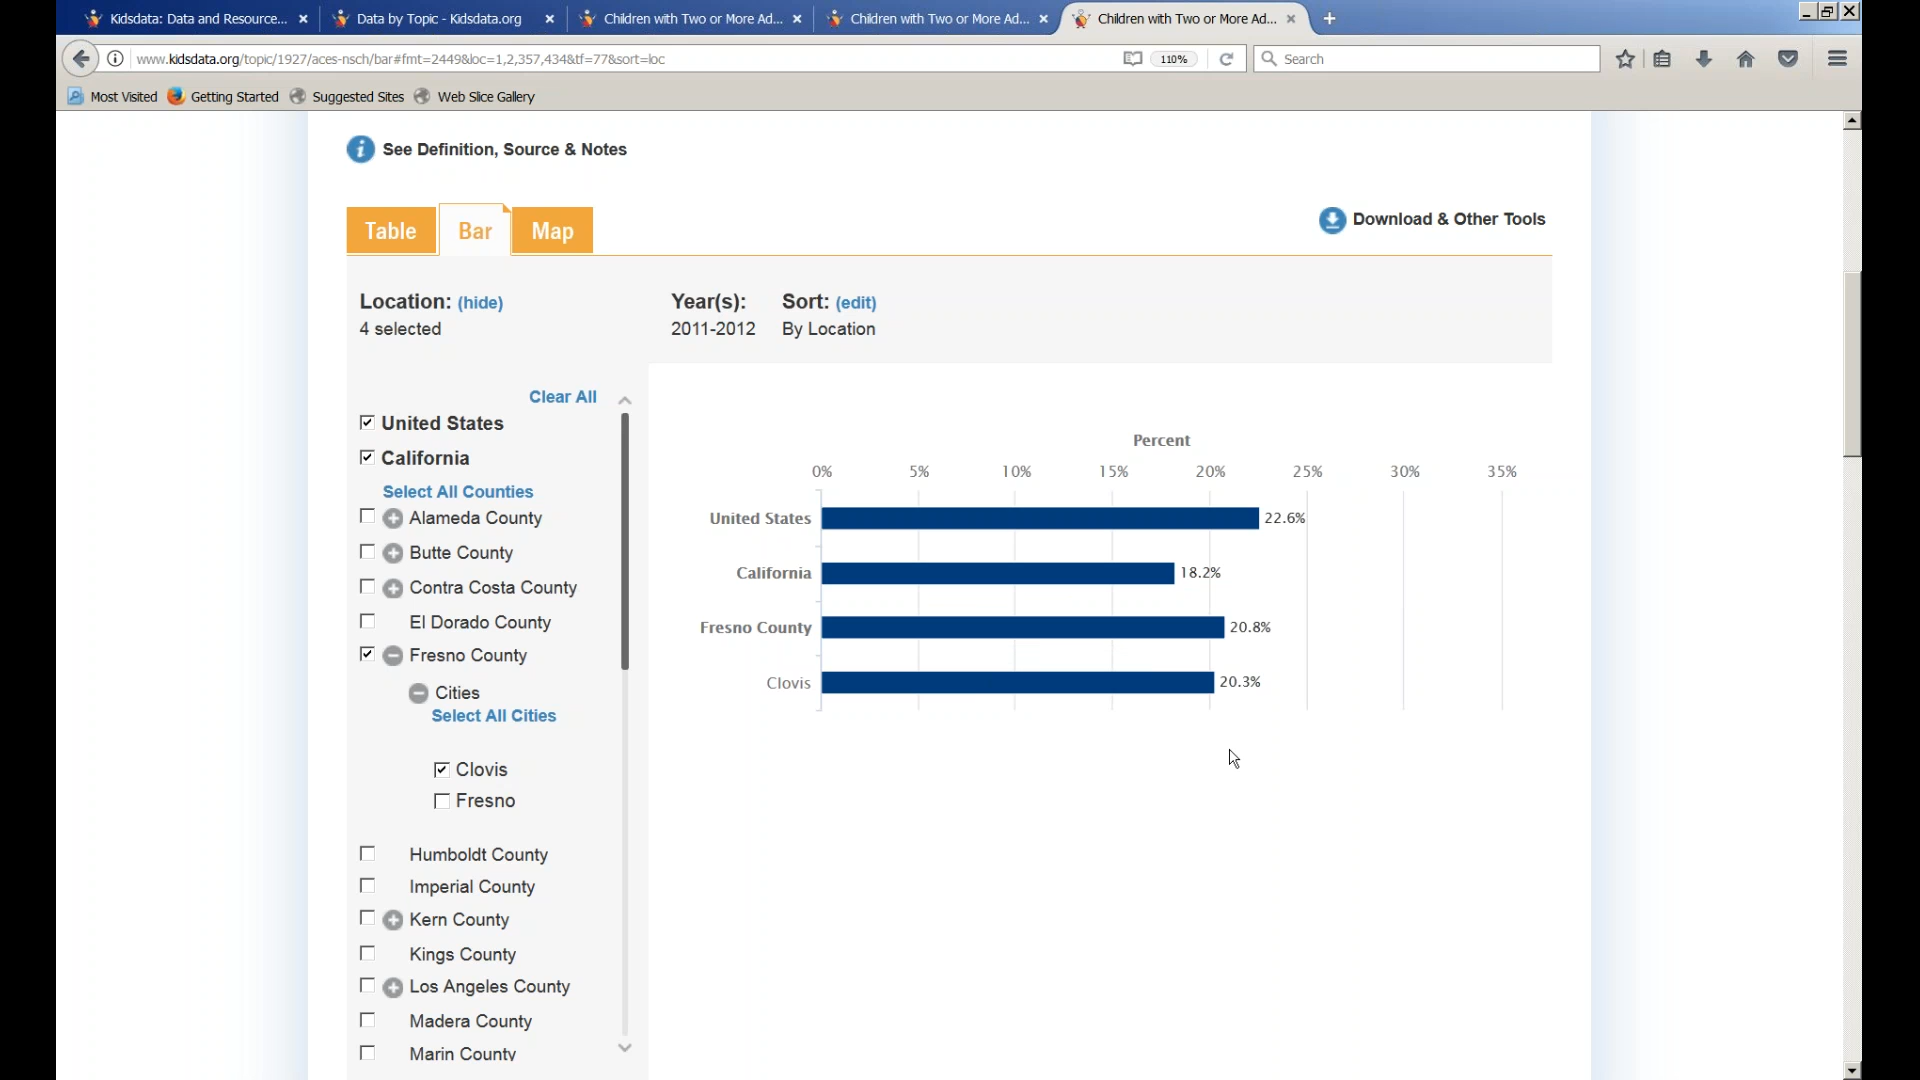 Kidsdata: Data and Resource...
Data by Topic - Kidsdata.org
Children with Two or More Ad...
Children with Two or More Ad...
Children with Two or More Ad...
www.kidsdata.org/topic/1927/aces-nsch/bar#fmt=2449&loc=1,2,357,434&tf=77&sort=loc
110%
Search
Most Visited
Getting Started
Suggested Sites
Web Slice Gallery
See Definition, Source & Notes
Table
Bar
Map
Download & Other Tools
Location: (hide)
4 selected
Year(s):
2011-2012
Sort: (edit)
By Location
Clear All
United States
California
Select All Counties
Alameda County
Butte County
Contra Costa County
El Dorado County
Fresno County
Cities
Select All Cities
Clovis
Fresno
Humboldt County
Imperial County
Kern County
Kings County
Los Angeles County
Madera County
Marin County
Percent
0% 5% 10% 15% 20% 25% 30% 35%
United States 22.6%
California 18.2%
Fresno County 20.8%
Clovis 20.3%